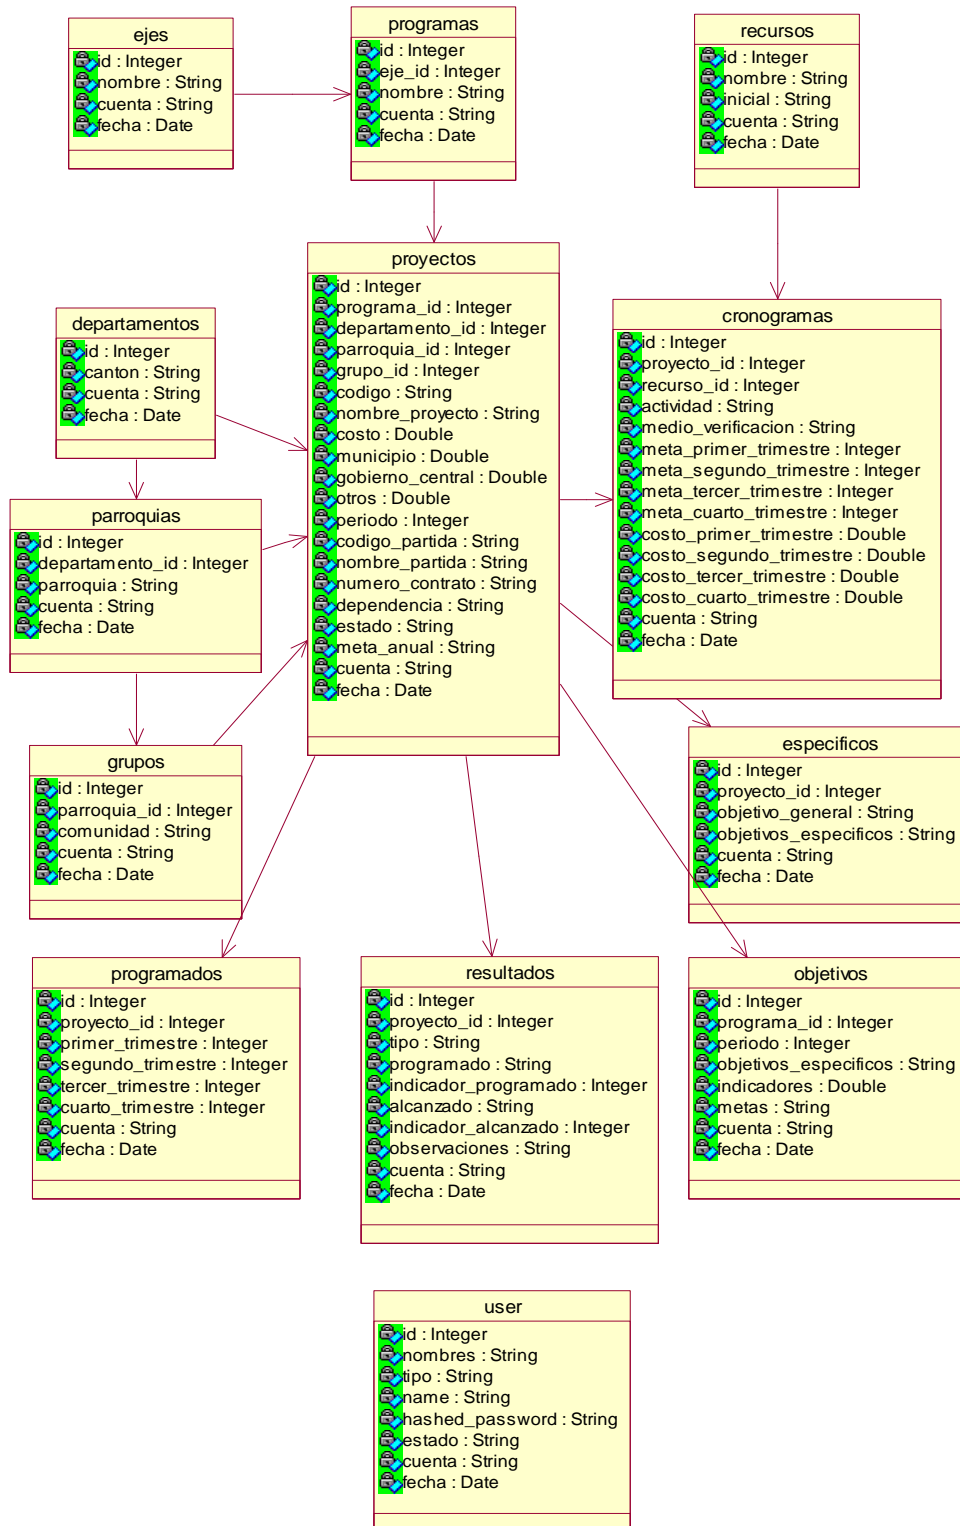 ejes
id : Integer
nombre : String
cuenta : String
fecha : Date
programas
id : Integer
eje_id : Integer
nombre : String
cuenta : String
fecha : Date
recursos
id : Integer
nombre : String
inicial : String
cuenta : String
fecha : Date
departamentos
id : Integer
canton : String
cuenta : String
fecha : Date
proyectos
id : Integer
programa_id : Integer
departamento_id : Integer
parroquia_id : Integer
grupo_id : Integer
codigo : String
nombre_proyecto : String
costo : Double
municipio : Double
gobierno_central : Double
otros : Double
periodo : Integer
codigo_partida : String
nombre_partida : String
numero_contrato : String
dependencia : String
estado : String
meta_anual : String
cuenta : String
fecha : Date
cronogramas
id : Integer
proyecto_id : Integer
recurso_id : Integer
actividad : String
medio_verificacion : String
meta_primer_trimestre : Integer
meta_segundo_trimestre : Integer
meta_tercer_trimestre : Integer
meta_cuarto_trimestre : Integer
costo_primer_trimestre : Double
costo_segundo_trimestre : Double
costo_tercer_trimestre : Double
costo_cuarto_trimestre : Double
cuenta : String
fecha : Date
parroquias
id : Integer
departamento_id : Integer
parroquia : String
cuenta : String
fecha : Date
grupos
id : Integer
parroquia_id : Integer
comunidad : String
cuenta : String
fecha : Date
especificos
id : Integer
proyecto_id : Integer
objetivo_general : String
objetivos_especificos : String
cuenta : String
fecha : Date
programados
id : Integer
proyecto_id : Integer
primer_trimestre : Integer
segundo_trimestre : Integer
tercer_trimestre : Integer
cuarto_trimestre : Integer
cuenta : String
fecha : Date
resultados
id : Integer
proyecto_id : Integer
tipo : String
programado : String
indicador_programado : Integer
alcanzado : String
indicador_alcanzado : Integer
observaciones : String
cuenta : String
fecha : Date
objetivos
id : Integer
programa_id : Integer
periodo : Integer
objetivos_especificos : String
indicadores : Double
metas : String
cuenta : String
fecha : Date
user
id : Integer
nombres : String
tipo : String
name : String
hashed_password : String
estado : String
cuenta : String
fecha : Date